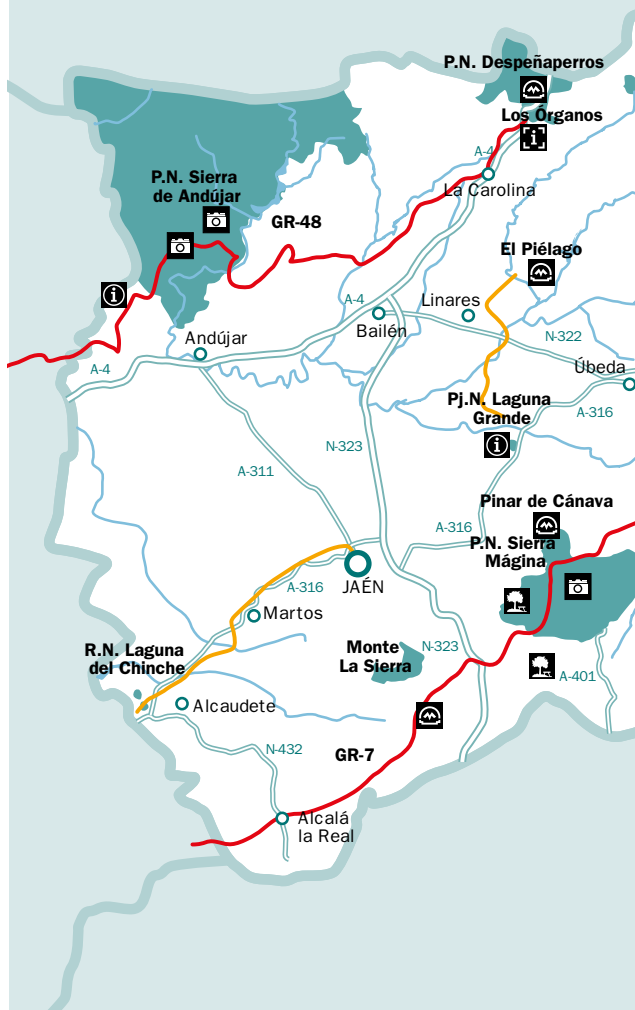 P.N. Despeñaperros
Los Órganos
A-4
La Carolina
P.N. Sierra
de Andújar
GR-48
El Piélago
A-4
Linares
Bailén
N-322
Andújar
A-4
Úbeda
Pj.N. Laguna
Grande
A-316
N-323
A-311
Pinar de Cánava
A-316
P.N. Sierra
Mágina
A-316
JAÉN
Martos
Monte
La Sierra
N-323
R.N. Laguna
del Chinche
A-401
Alcaudete
N-432
GR-7
Alcalá
la Real